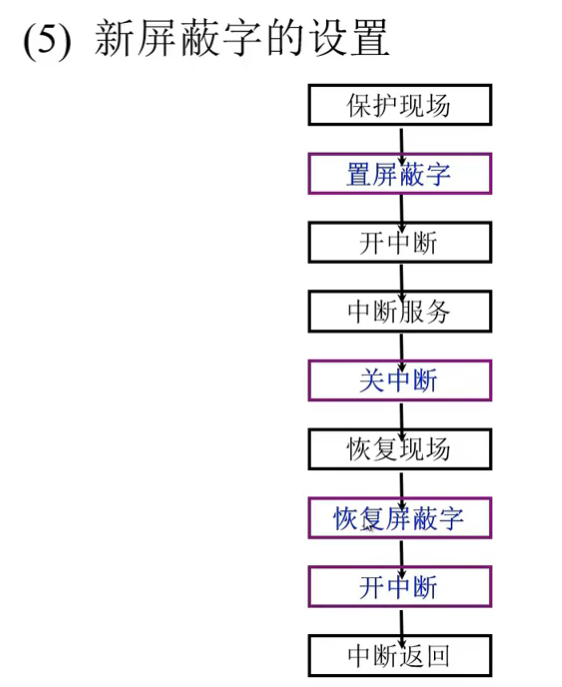 (5) 新屏蔽字的设置
保护现场
置屏蔽字
开中断
中断服务
关中断
恢复现场
恢复屏蔽字
开中断
中断返回